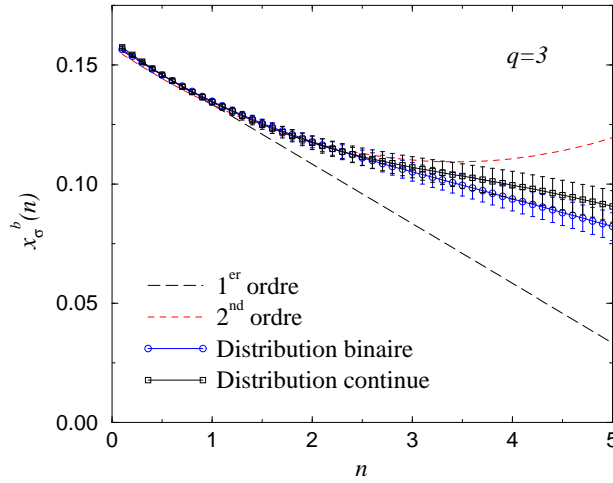 q=3
0.15
0.10
0.05
0.00
x_σ^b(n)
1^er ordre
2^nd ordre
Distribution binaire
Distribution continue
0 1 2 3 4 5
n